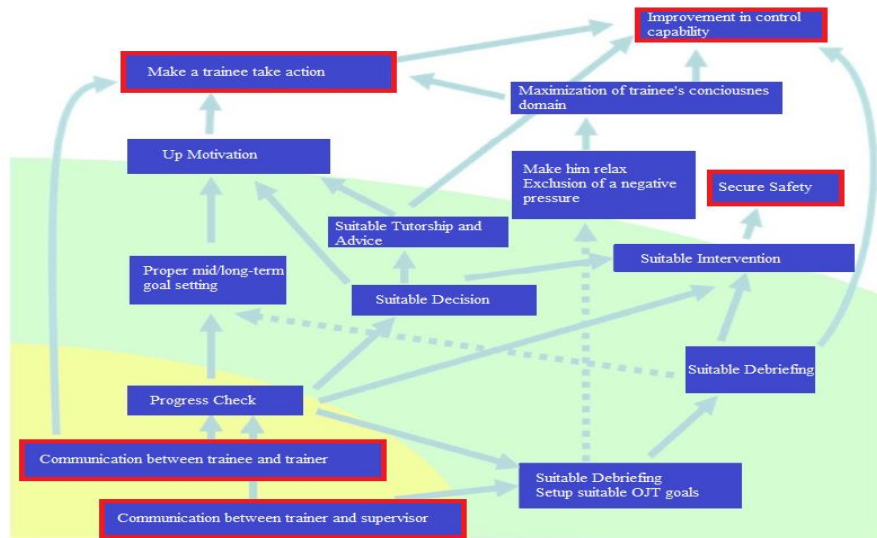 Improvement in control
capability
Make a trainee take action
Maximization of trainee's conciousnes
domain
Up Motivation
Make him relax
Exclusion of a negative
pressure
Secure Safety
Suitable Tutorship and
Advice
Proper mid/long-term
goal setting
Suitable Imtervention
Suitable Decision
Suitable Debriefing
Progress Check
Communication between trainee and trainer
Suitable Debriefing
Setup suitable OJT goals
Communication between trainer and supervisor